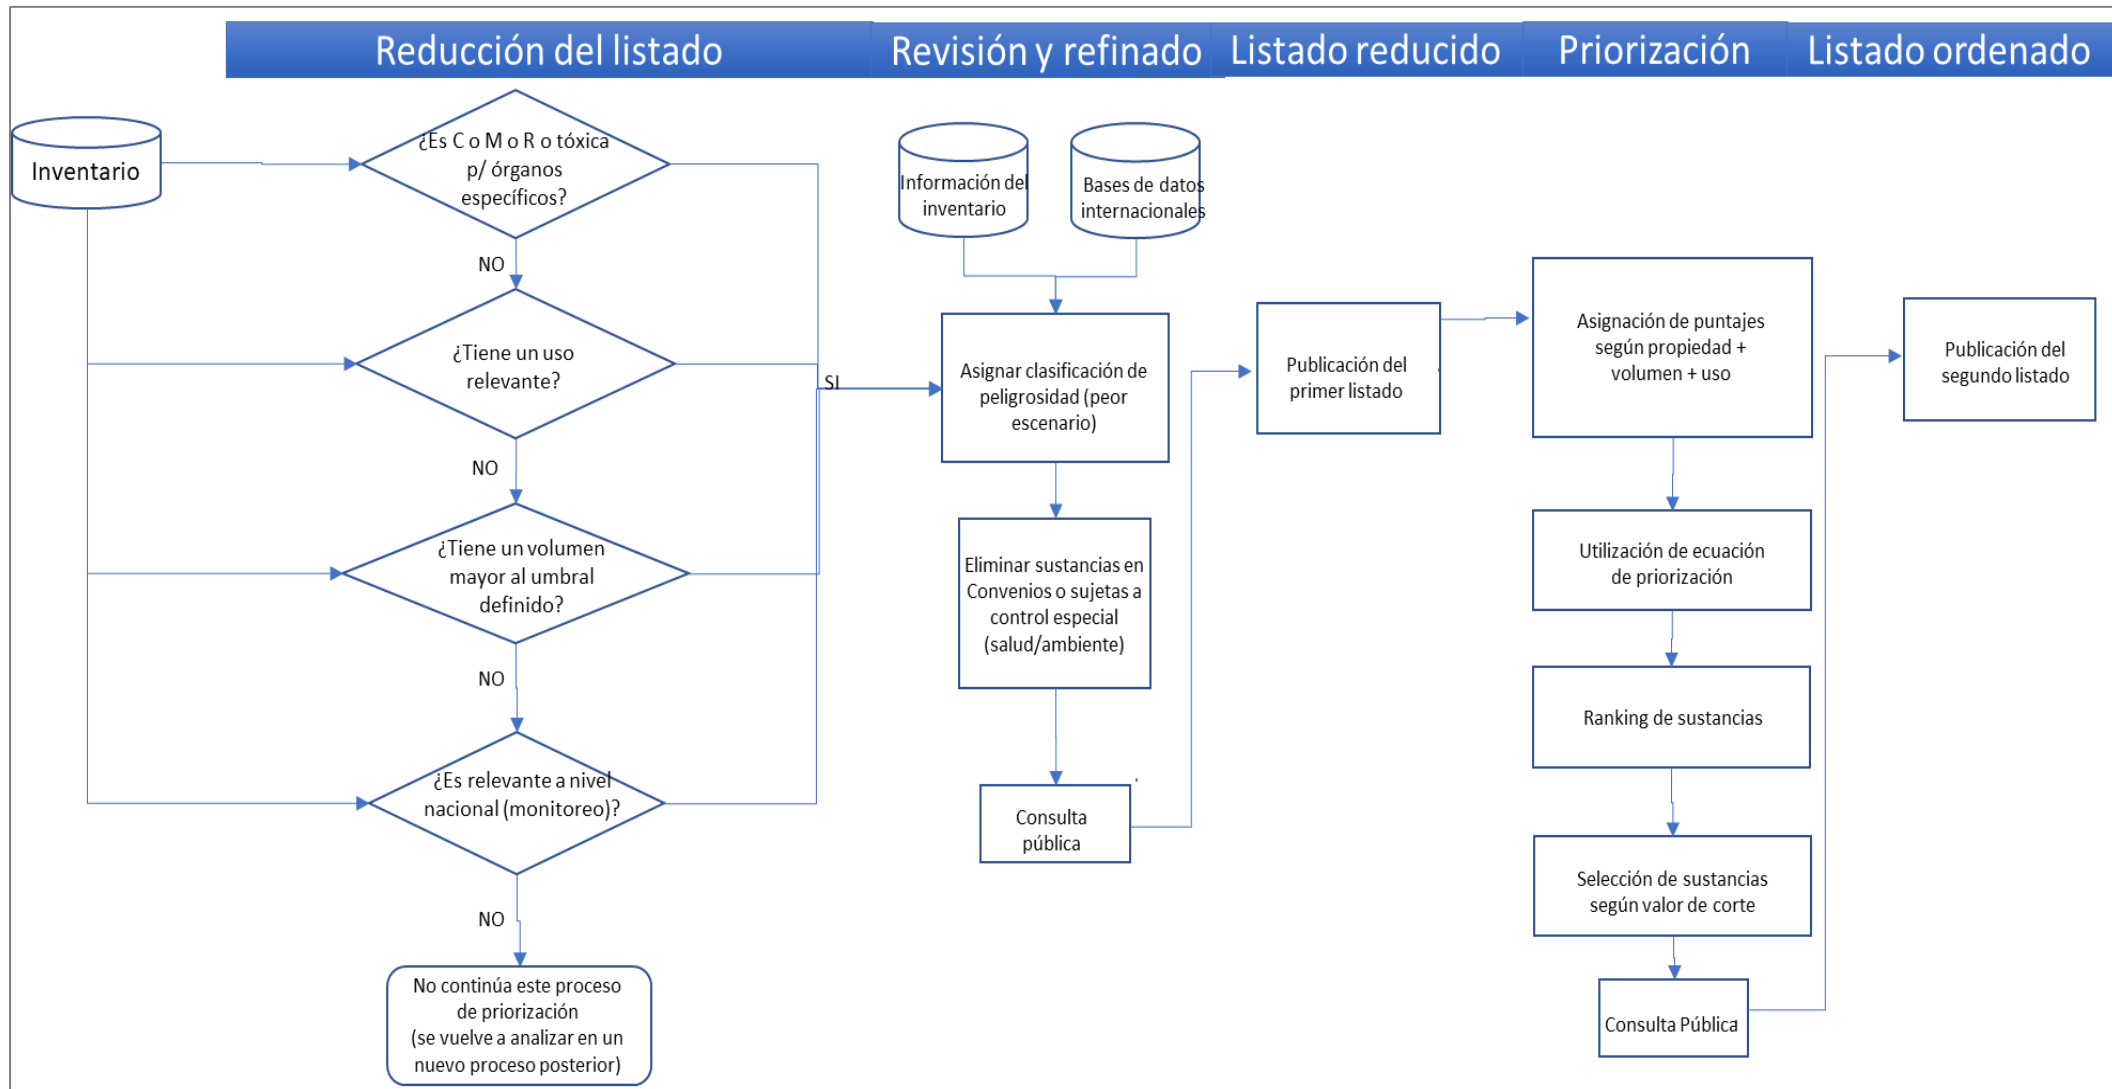 Reducción del listado
Revisión y refinado
Listado reducido
Priorización
Listado ordenado
Inventario
¿Es C o M o R o tóxica
p/ órganos
específicos?
NO
¿Tiene un uso
relevante?
NO
¿Tiene un volumen
mayor al umbral
definido?
NO
¿Es relevante a nivel
nacional (monitoreo)?
NO
No continúa este proceso
de priorización
(se vuelve a analizar en un
nuevo proceso posterior)
SI
Información del
inventario
Bases de datos
internacionales
Asignar clasificación de
peligrosidad (peor
escenario)
Eliminar sustancias en
Convenios o sujetas a
control especial
(salud/ambiente)
Consulta
pública
Publicación del
primer listado
Asignación de puntajes
según propiedad +
volumen + uso
Utilización de ecuación
de priorización
Ranking de sustancias
Selección de sustancias
según valor de corte
Consulta Pública
Publicación del
segundo listado